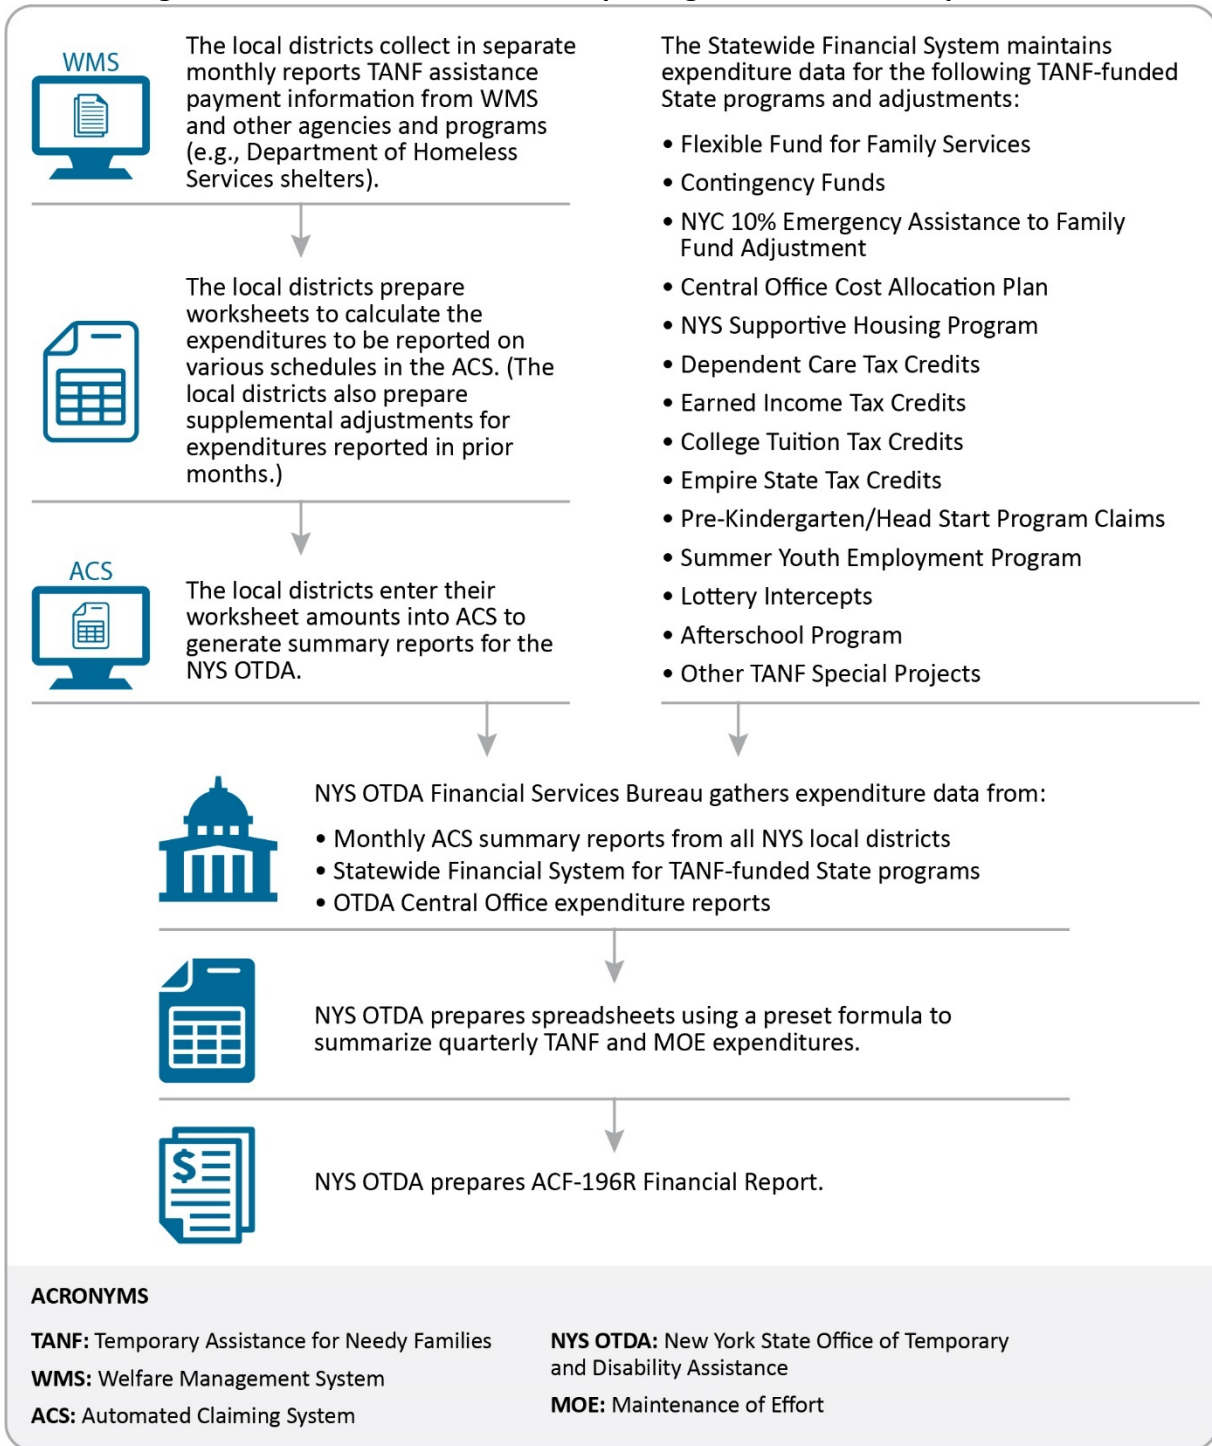 WMS
The local districts collect in separate
monthly reports TANF assistance
payment information from WMS
and other agencies and programs
(e.g., Department of Homeless
Services shelters).
The local districts prepare
worksheets to calculate the
expenditures to be reported on
various schedules in the ACS. (The
local districts also prepare
supplemental adjustments for
expenditures reported in prior
months.)
ACS
The local districts enter their
worksheet amounts into ACS to
generate summary reports for the
NYS OTDA.
The Statewide Financial System maintains
expenditure data for the following TANF-funded
State programs and adjustments:
• Flexible Fund for Family Services
• Contingency Funds
• NYC 10% Emergency Assistance to Family
Fund Adjustment
• Central Office Cost Allocation Plan
• NYS Supportive Housing Program
• Dependent Care Tax Credits
• Earned Income Tax Credits
• College Tuition Tax Credits
• Empire State Tax Credits
• Pre-Kindergarten/Head Start Program Claims
• Summer Youth Employment Program
• Lottery Intercepts
• Afterschool Program
• Other TANF Special Projects
NYS OTDA Financial Services Bureau gathers expenditure data from:
• Monthly ACS summary reports from all NYS local districts
• Statewide Financial System for TANF-funded State programs
• OTDA Central Office expenditure reports
NYS OTDA prepares spreadsheets using a preset formula to
summarize quarterly TANF and MOE expenditures.
$
NYS OTDA prepares ACF-196R Financial Report.
ACRONYMS
TANF: Temporary Assistance for Needy Families
WMS: Welfare Management System
ACS: Automated Claiming System
NYS OTDA: New York State Office of Temporary
and Disability Assistance
MOE: Maintenance of Effort